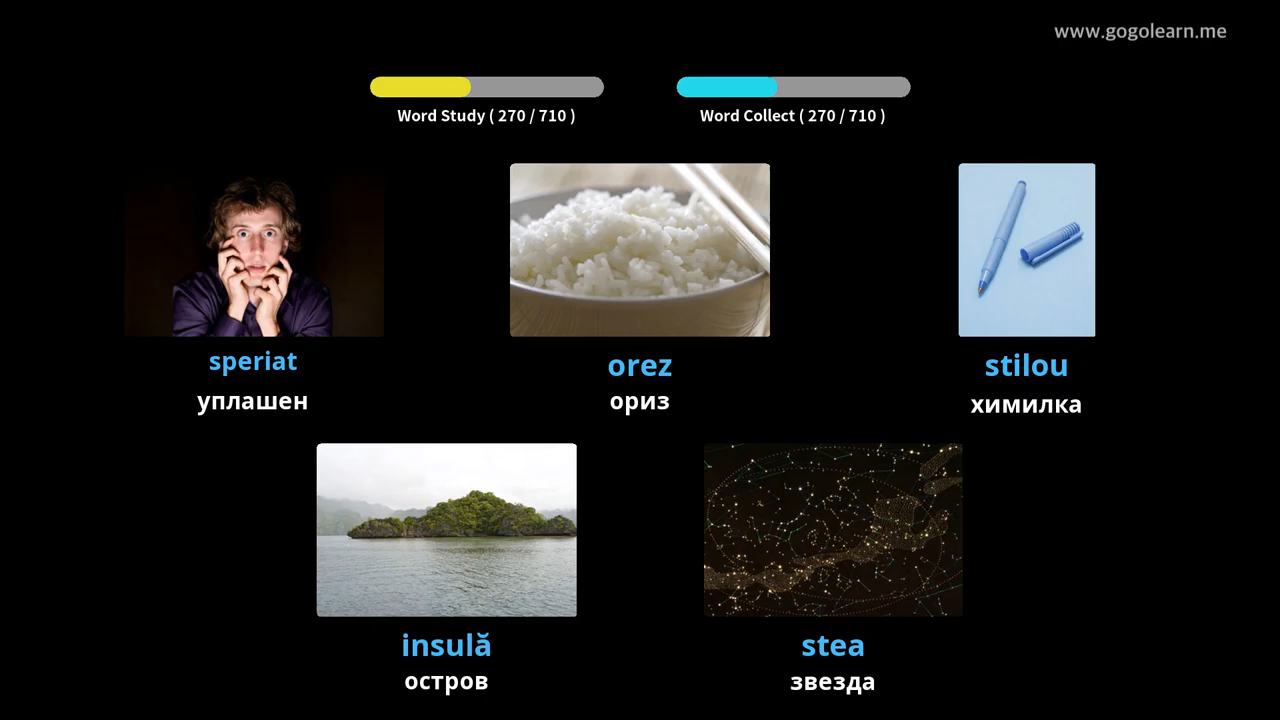 www.gogolearn.me
Word Study ( 270 / 710 )
Word Collect ( 270 / 710 )
speriat
уплашен
orez
ориз
stilou
химилка
insulă
остров
stea
звезда